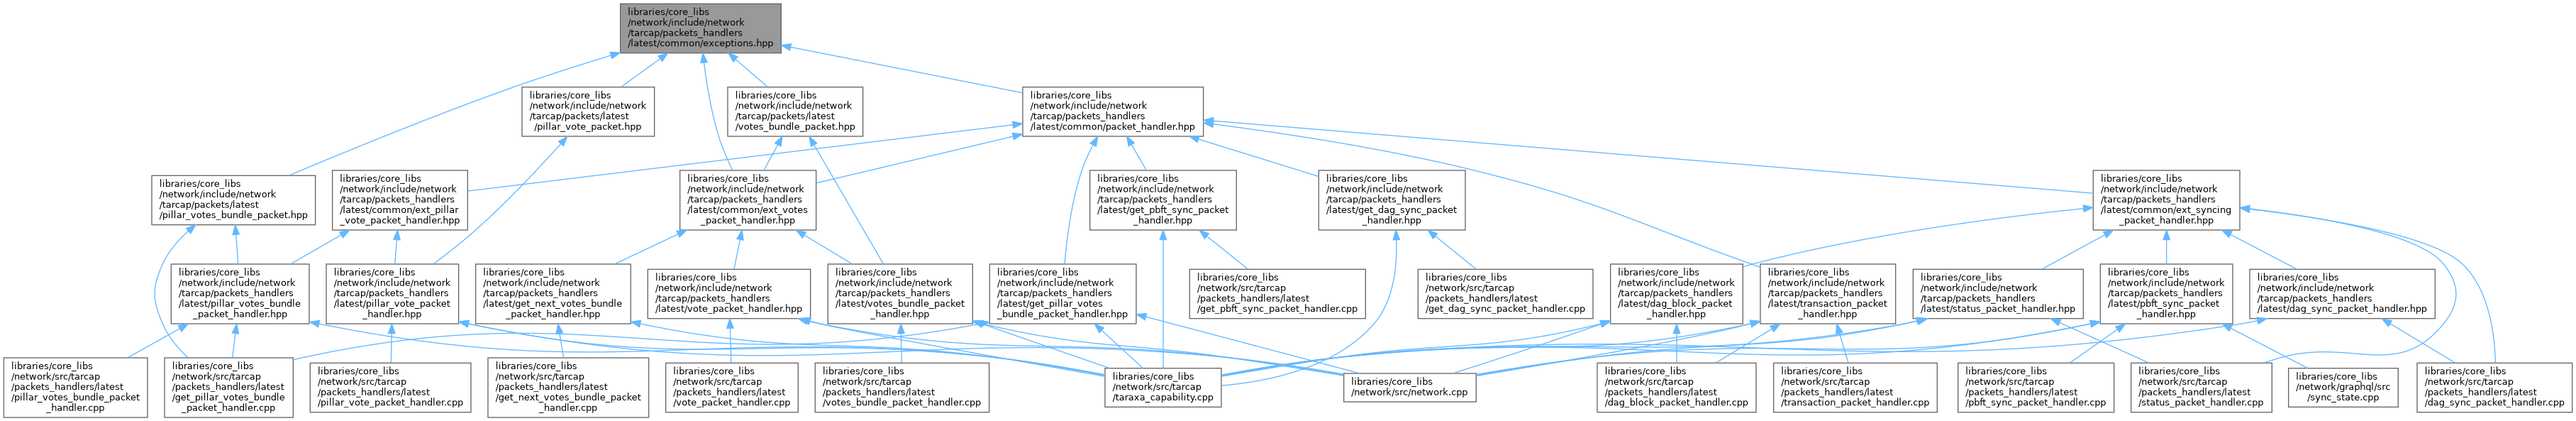 libraries/core_libs
/network/include/network
/tarcap/packets_handlers
/latest/common/exceptions.hpp
libraries/core_libs
/network/include/network
/tarcap/packets/latest
/pillar_vote_packet.hpp
libraries/core_libs
/network/include/network
/tarcap/packets/latest
/votes_bundle_packet.hpp
libraries/core_libs
/network/include/network
/tarcap/packets_handlers
/latest/common/packet_handler.hpp
libraries/core_libs
/network/include/network
/tarcap/packets/latest
/pillar_votes_bundle_packet.hpp
libraries/core_libs
/network/include/network
/tarcap/packets_handlers
/latest/common/ext_pillar
_vote_packet_handler.hpp
libraries/core_libs
/network/include/network
/tarcap/packets_handlers
/latest/common/ext_votes
_packet_handler.hpp
libraries/core_libs
/network/include/network
/tarcap/packets_handlers
/latest/get_pbft_sync_packet
_handler.hpp
libraries/core_libs
/network/include/network
/tarcap/packets_handlers
/latest/get_dag_sync_packet
_handler.hpp
libraries/core_libs
/network/include/network
/tarcap/packets_handlers
/latest/common/ext_syncing
_packet_handler.hpp
libraries/core_libs
/network/include/network
/tarcap/packets_handlers
/latest/pillar_votes_bundle
_packet_handler.hpp
libraries/core_libs
/network/include/network
/tarcap/packets_handlers
/latest/pillar_vote_packet
_handler.hpp
libraries/core_libs
/network/include/network
/tarcap/packets_handlers
/latest/get_next_votes_bundle
_packet_handler.hpp
libraries/core_libs
/network/include/network
/tarcap/packets_handlers
/latest/vote_packet_handler.hpp
libraries/core_libs
/network/include/network
/tarcap/packets_handlers
/latest/votes_bundle_packet
_handler.hpp
libraries/core_libs
/network/include/network
/tarcap/packets_handlers
/latest/get_pillar_votes
_bundle_packet_handler.hpp
libraries/core_libs
/network/src/tarcap
/packets_handlers/latest
/get_pbft_sync_packet_handler.cpp
libraries/core_libs
/network/src/tarcap
/packets_handlers/latest
/get_dag_sync_packet_handler.cpp
libraries/core_libs
/network/include/network
/tarcap/packets_handlers
/latest/dag_block_packet
_handler.hpp
libraries/core_libs
/network/include/network
/tarcap/packets_handlers
/latest/transaction_packet
_handler.hpp
libraries/core_libs
/network/include/network
/tarcap/packets_handlers
/latest/status_packet_handler.hpp
libraries/core_libs
/network/include/network
/tarcap/packets_handlers
/latest/pbft_sync_packet
_handler.hpp
libraries/core_libs
/network/include/network
/tarcap/packets_handlers
/latest/dag_sync_packet_handler.hpp
libraries/core_libs
/network/src/tarcap
/packets_handlers/latest
/pillar_votes_bundle_packet
_handler.cpp
libraries/core_libs
/network/src/tarcap
/packets_handlers/latest
/get_pillar_votes_bundle
_packet_handler.cpp
libraries/core_libs
/network/src/tarcap
/packets_handlers/latest
/pillar_vote_packet_handler.cpp
libraries/core_libs
/network/src/tarcap
/packets_handlers/latest
/get_next_votes_bundle_packet
_handler.cpp
libraries/core_libs
/network/src/tarcap
/packets_handlers/latest
/vote_packet_handler.cpp
libraries/core_libs
/network/src/tarcap
/packets_handlers/latest
/votes_bundle_packet_handler.cpp
libraries/core_libs
/network/src/tarcap
/taraxa_capability.cpp
libraries/core_libs
/network/src/network.cpp
libraries/core_libs
/network/src/tarcap
/packets_handlers/latest
/dag_block_packet_handler.cpp
libraries/core_libs
/network/src/tarcap
/packets_handlers/latest
/transaction_packet_handler.cpp
libraries/core_libs
/network/src/tarcap
/packets_handlers/latest
/pbft_sync_packet_handler.cpp
libraries/core_libs
/network/src/tarcap
/packets_handlers/latest
/status_packet_handler.cpp
libraries/core_libs
/network/graphql/src
/sync_state.cpp
libraries/core_libs
/network/src/tarcap
/packets_handlers/latest
/dag_sync_packet_handler.cpp